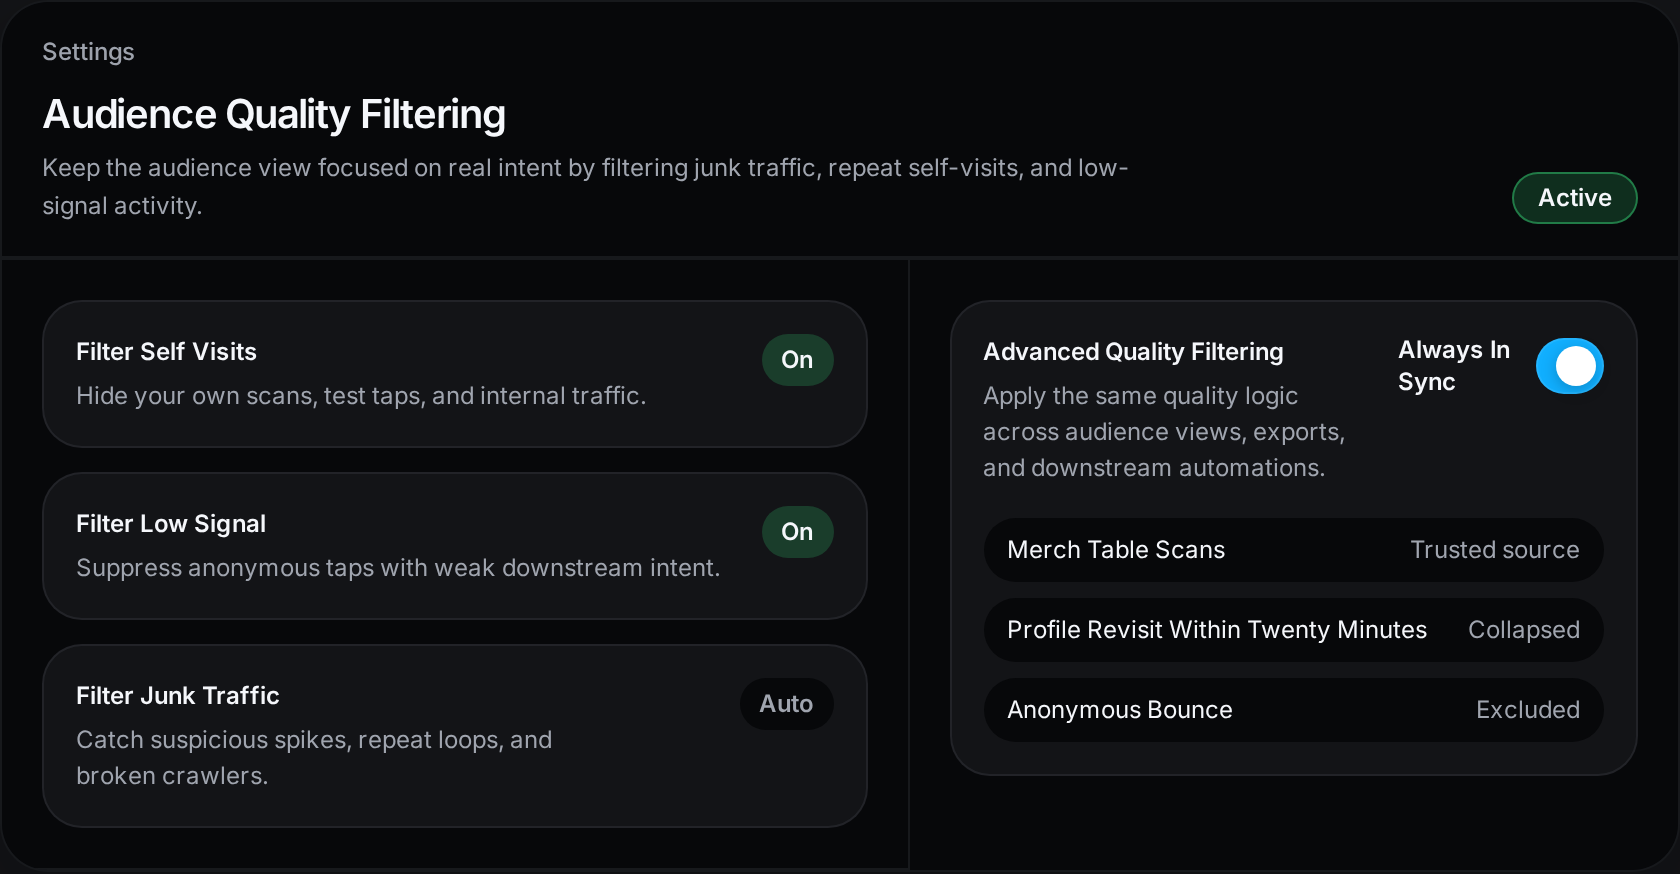 Settings
Audience Quality Filtering
Keep the audience view focused on real intent by filtering junk traffic, repeat self-visits, and low-
signal activity.
Active
Filter Self Visits
On
Hide your own scans, test taps, and internal traffic.
Filter Low Signal
On
Suppress anonymous taps with weak downstream intent.
Filter Junk Traffic
Auto
Catch suspicious spikes, repeat loops, and
broken crawlers.
Advanced Quality Filtering
Apply the same quality logic
across audience views, exports,
and downstream automations.
Always In
Sync
Merch Table Scans
Trusted source
Profile Revisit Within Twenty Minutes
Collapsed
Anonymous Bounce
Excluded